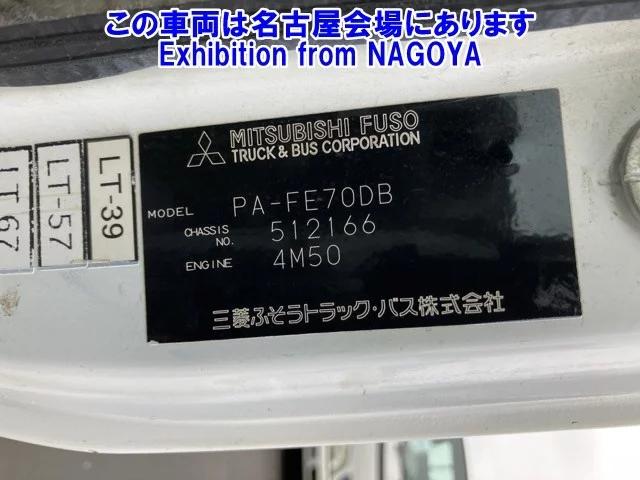 この車両は名古屋会場にあります
Exhibition from NAGOYA
MITSUBISHI FUSO
TRUCK & BUS CORPORATION
MODEL PA-FE70DB
CHASSIS NO. 512166
ENGINE 4M50
三菱ふそうトラック・バス株式会社
LT-39
LT-57
LT-67